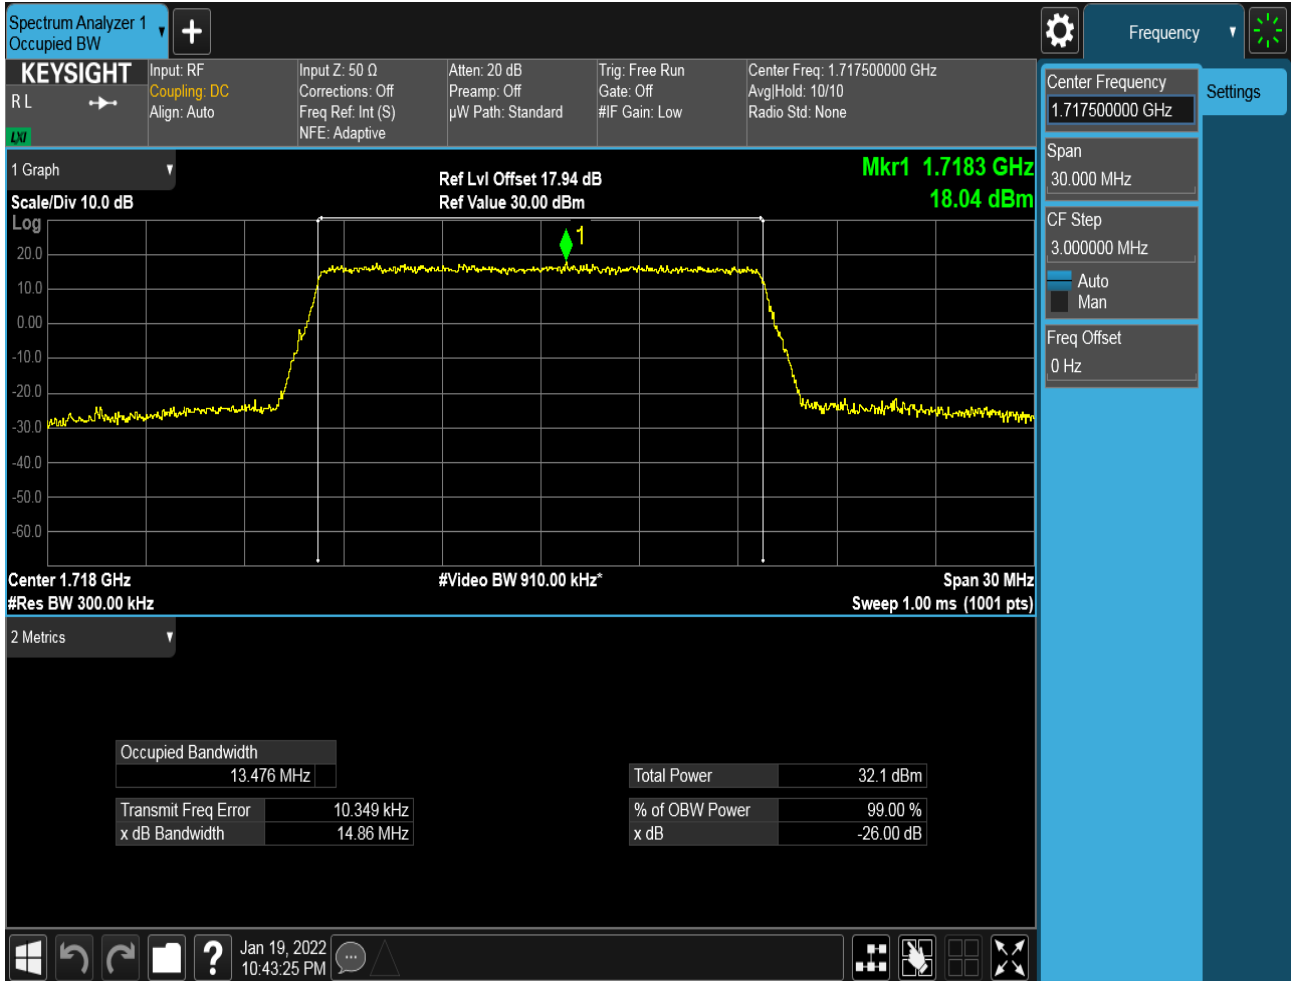 Spectrum Analyzer 1
Occupied BW
Frequency
KEYSIGHT
R L
LXI
Input: RF
Coupling: DC
Align: Auto
Input Z: 50 Ω
Corrections: Off
Freq Ref: Int (S)
NFE: Adaptive
Atten: 20 dB
Preamp: Off
µW Path: Standard
Trig: Free Run
Gate: Off
#IF Gain: Low
Center Freq: 1.717500000 GHz
Avg|Hold: 10/10
Radio Std: None
Center Frequency
1.717500000 GHz
Settings
Span
30.000 MHz
CF Step
3.000000 MHz
Auto
Man
Freq Offset
0 Hz
1 Graph
Scale/Div 10.0 dB
Ref Lvl Offset 17.94 dB
Ref Value 30.00 dBm
Mkr1 1.7183 GHz
18.04 dBm
Log
1
20.0
10.0
0.00
-10.0
-20.0
-30.0
-40.0
-50.0
-60.0
Center 1.718 GHz
#Video BW 910.00 kHz*
Span 30 MHz
#Res BW 300.00 kHz
Sweep 1.00 ms (1001 pts)
2 Metrics
Occupied Bandwidth
13.476 MHz
Total Power 32.1 dBm
Transmit Freq Error 10.349 kHz
% of OBW Power 99.00 %
x dB Bandwidth 14.86 MHz
x dB -26.00 dB
?
Jan 19, 2022
10:43:25 PM